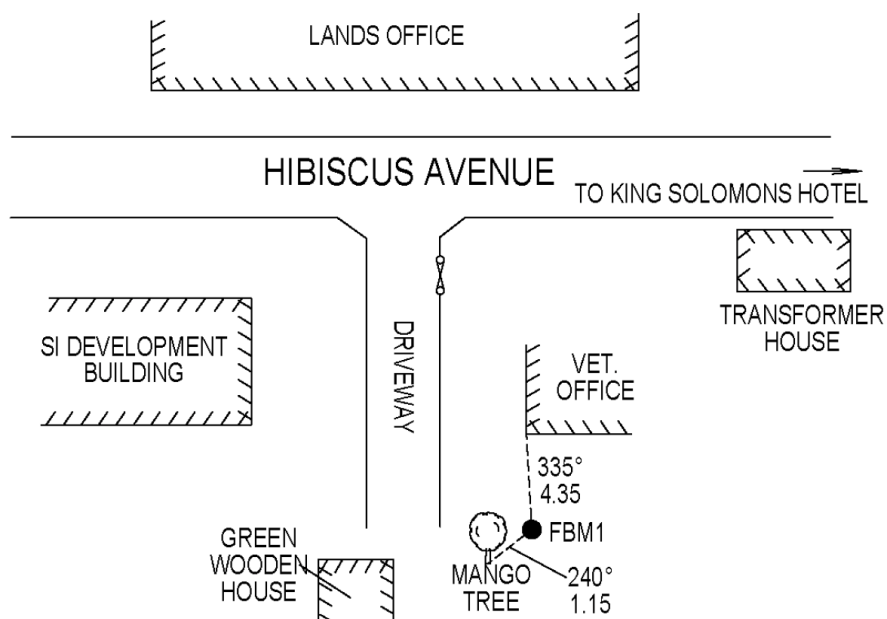 LANDS OFFICE
HIBISCUS AVENUE
TO KING SOLOMONS HOTEL
SI DEVELOPMENT
BUILDING
DRIVEWAY
VET.
OFFICE
TRANSFORMER
HOUSE
335°
4.35
FBM1
GREEN
WOODEN
HOUSE
MANGO
TREE
240°
1.15